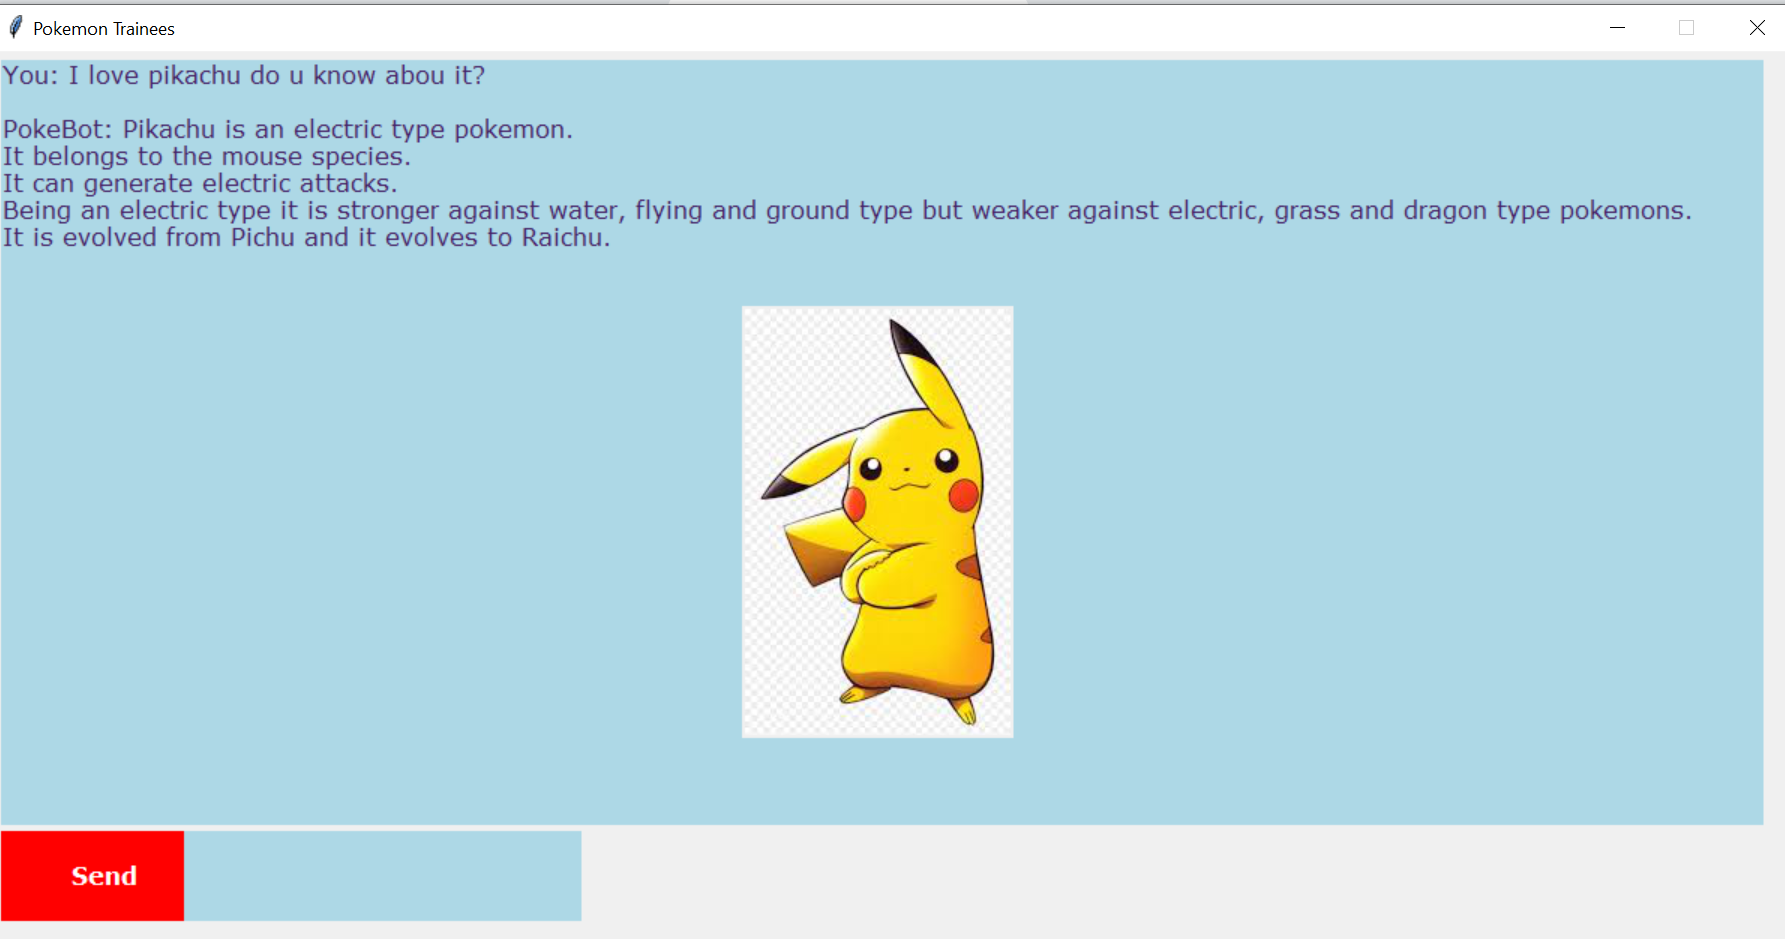 Pokemon Trainees
You: I love pikachu do u know abou it?
PokeBot: Pikachu is an electric type pokemon.
It belongs to the mouse species.
It can generate electric attacks.
Being an electric type it is stronger against water, flying and ground type but weaker against electric, grass and dragon type pokemons.
It is evolved from Pichu and it evolves to Raichu.
Send